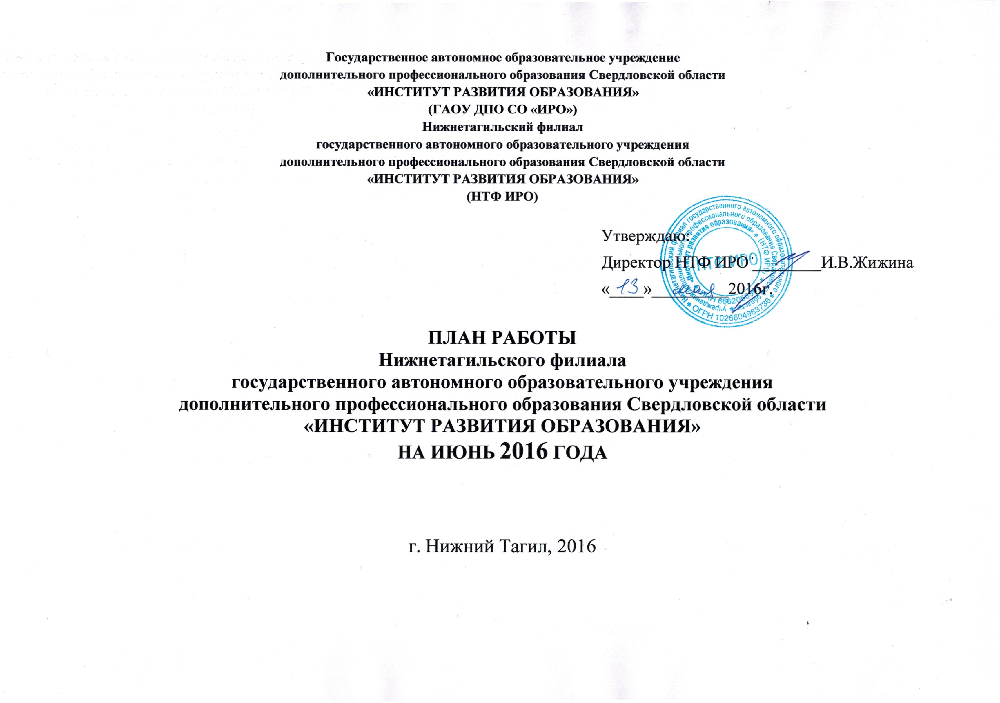 Государственное автономное образовательное учреждение
дополнительного профессионального образования Свердловской области
«ИНСТИТУТ РАЗВИТИЯ ОБРАЗОВАНИЯ»
(ГАОУ ДПО СО «ИРО»)
Нижнетагильский филиал
государственного автономного образовательного учреждения
дополнительного профессионального образования Свердловской области
«ИНСТИТУТ РАЗВИТИЯ ОБРАЗОВАНИЯ»
(НТФ ИРО)
Утверждаю:
Директор НТФ ИРО ________И.В.Жижина
«13» 2016г.
Нижнетагильский филиал государственного автономного образовательного
* ОГРН 1026604963736 *
дополнительного профессионального образования Свердловской области * учреждения
«Институт развития образования» * (НТФ ИРО) *
ИНН
НТФ ИРО
ПЛАН РАБОТЫ
Нижнетагильского филиала
государственного автономного образовательного учреждения
дополнительного профессионального образования Свердловской области
«ИНСТИТУТ РАЗВИТИЯ ОБРАЗОВАНИЯ»
НА ИЮНЬ 2016 ГОДА
г. Нижний Тагил, 2016